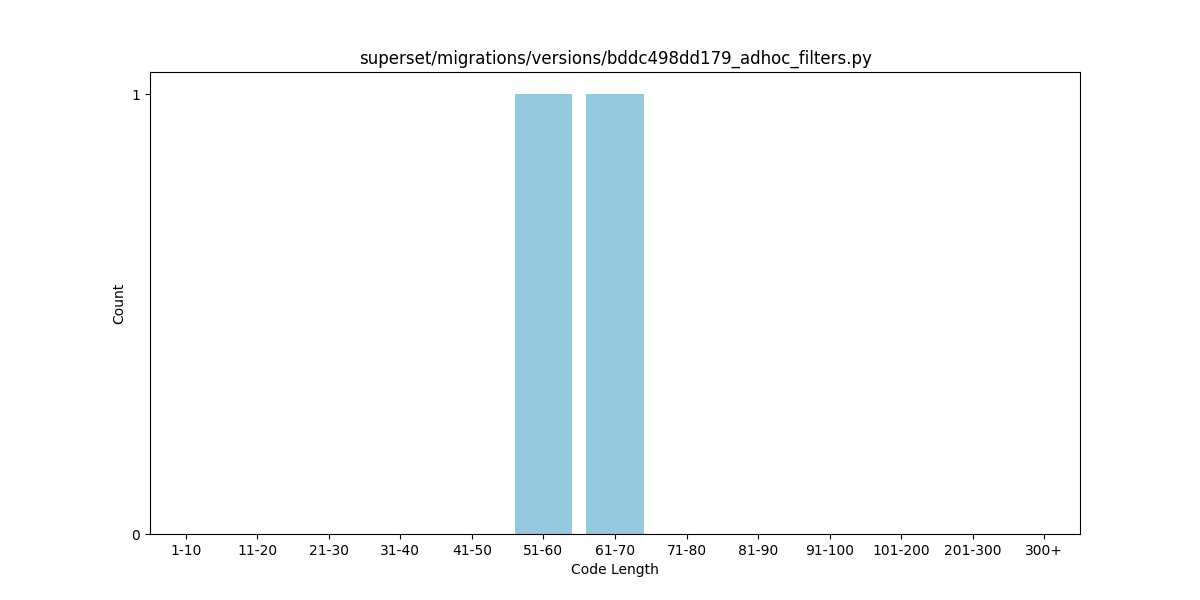 superset/migrations/versions/bddc498dd179_adhoc_filters.py
1
Count
0
1-10 11-20 21-30 31-40 41-50 51-60 61-70 71-80 81-90 91-100 101-200 201-300 300+
Code Length